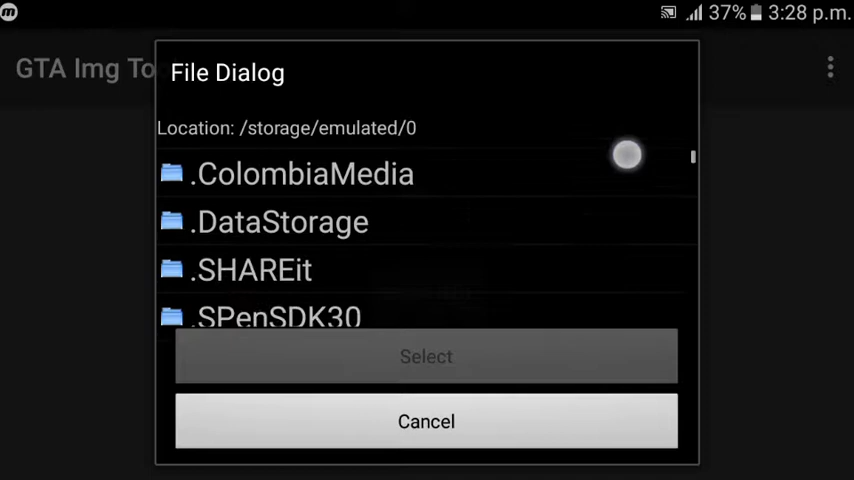 37% 3:28 p.m.
GTA Img To
File Dialog
Location: /storage/emulated/0
.ColombiaMedia
.DataStorage
.SHAREit
.SPenSDK30
Select
Cancel